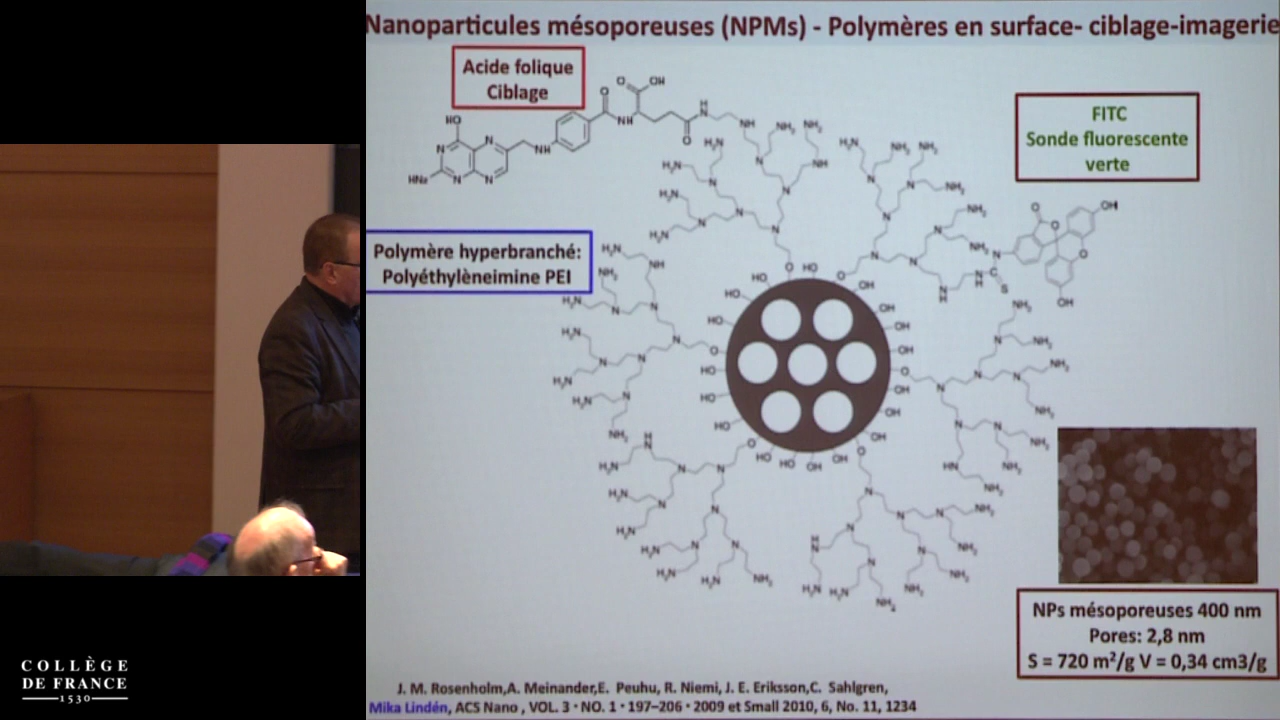 Nanoparticules mésoporeuses (NPMs) - Polymères en surface- ciblage-imagerie
Acide folique
Ciblage
FITC
Sonde fluorescente
verte
Polymère hyperbranché:
Polyéthylèneimine PEI
NPs mésoporeuses 400 nm
Pores: 2,8 nm
S = 720 m²/g V = 0,34 cm3/g
J. M. Rosenholm,A. Meinander,E. Peuhu, R. Niemi, J. E. Eriksson,C. Sahlgren,
Mika Lindén, ACS Nano , VOL. 3 • NO. 1 • 197–206 • 2009 et Small 2010, 6, No. 11, 1234
COLLÈGE
DE FRANCE
1530